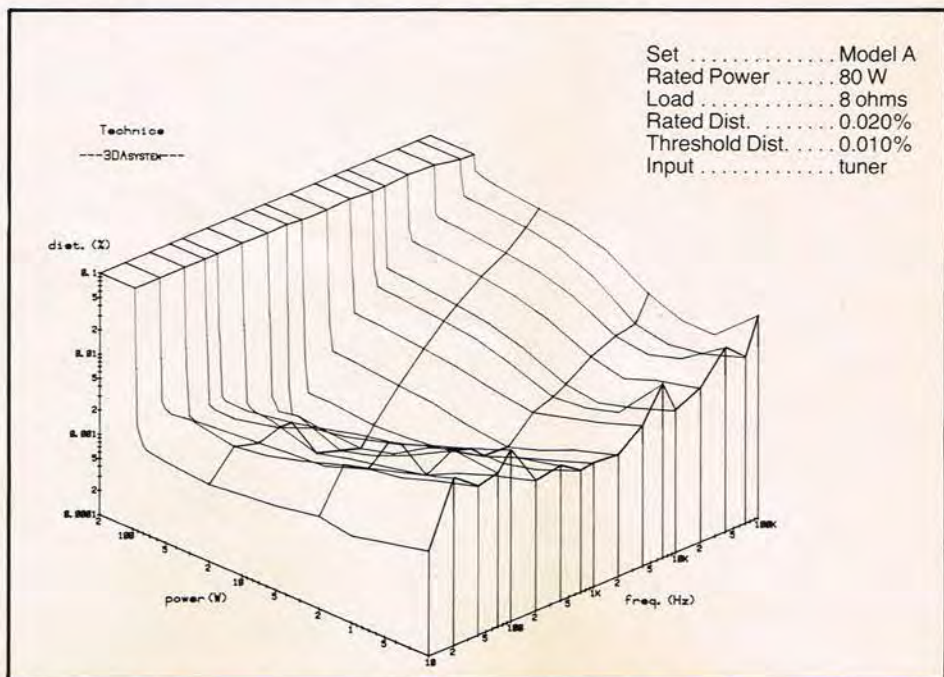 Set .............. Model A
Rated Power ...... 80 W
Load ............. 8 ohms
Rated Dist. ...... 0.020%
Threshold Dist. .... 0.010%
Input ............ tuner
Technics
---3DASYSTEM---
dist. (%)
0.1
5
2
0.01
5
2
0.001
5
2
0.0001
2
100
5
2
10
5
2
1
5
power (W)
10
2
5
100
2
5
1K
2
5
10K
2
5
100K
freq. (Hz)